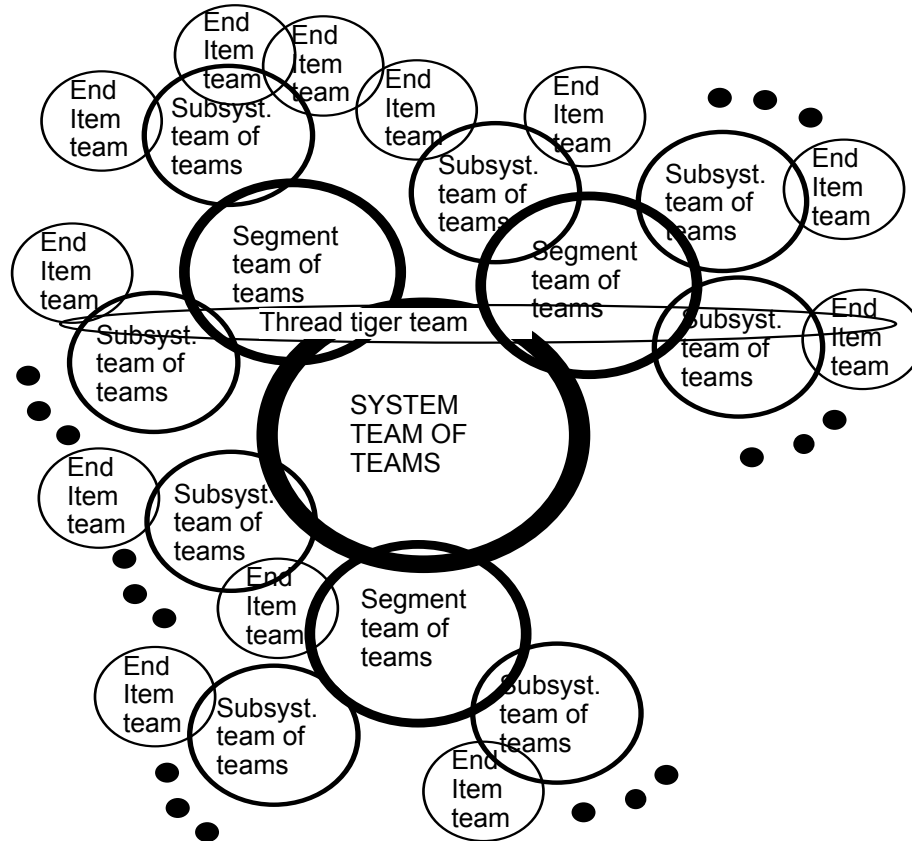 End
Item
team
End
Item
team
End
Item
team
End
Item
team
End
Item
team
Subsyst.
team of
teams
Subsyst.
team of
teams
Subsyst.
team of
teams
End
Item
team
Segment
team of
teams
Segment
team of
teams
End
Item
team
Thread tiger team
Subsyst.
team of
teams
Subsyst.
team of
teams
End
Item
team
SYSTEM
TEAM OF
TEAMS
End
Item
team
Subsyst.
team of
teams
End
Item
team
Segment
team of
teams
End
Item
team
Subsyst.
team of
teams
Subsyst.
team of
teams
End
Item
team